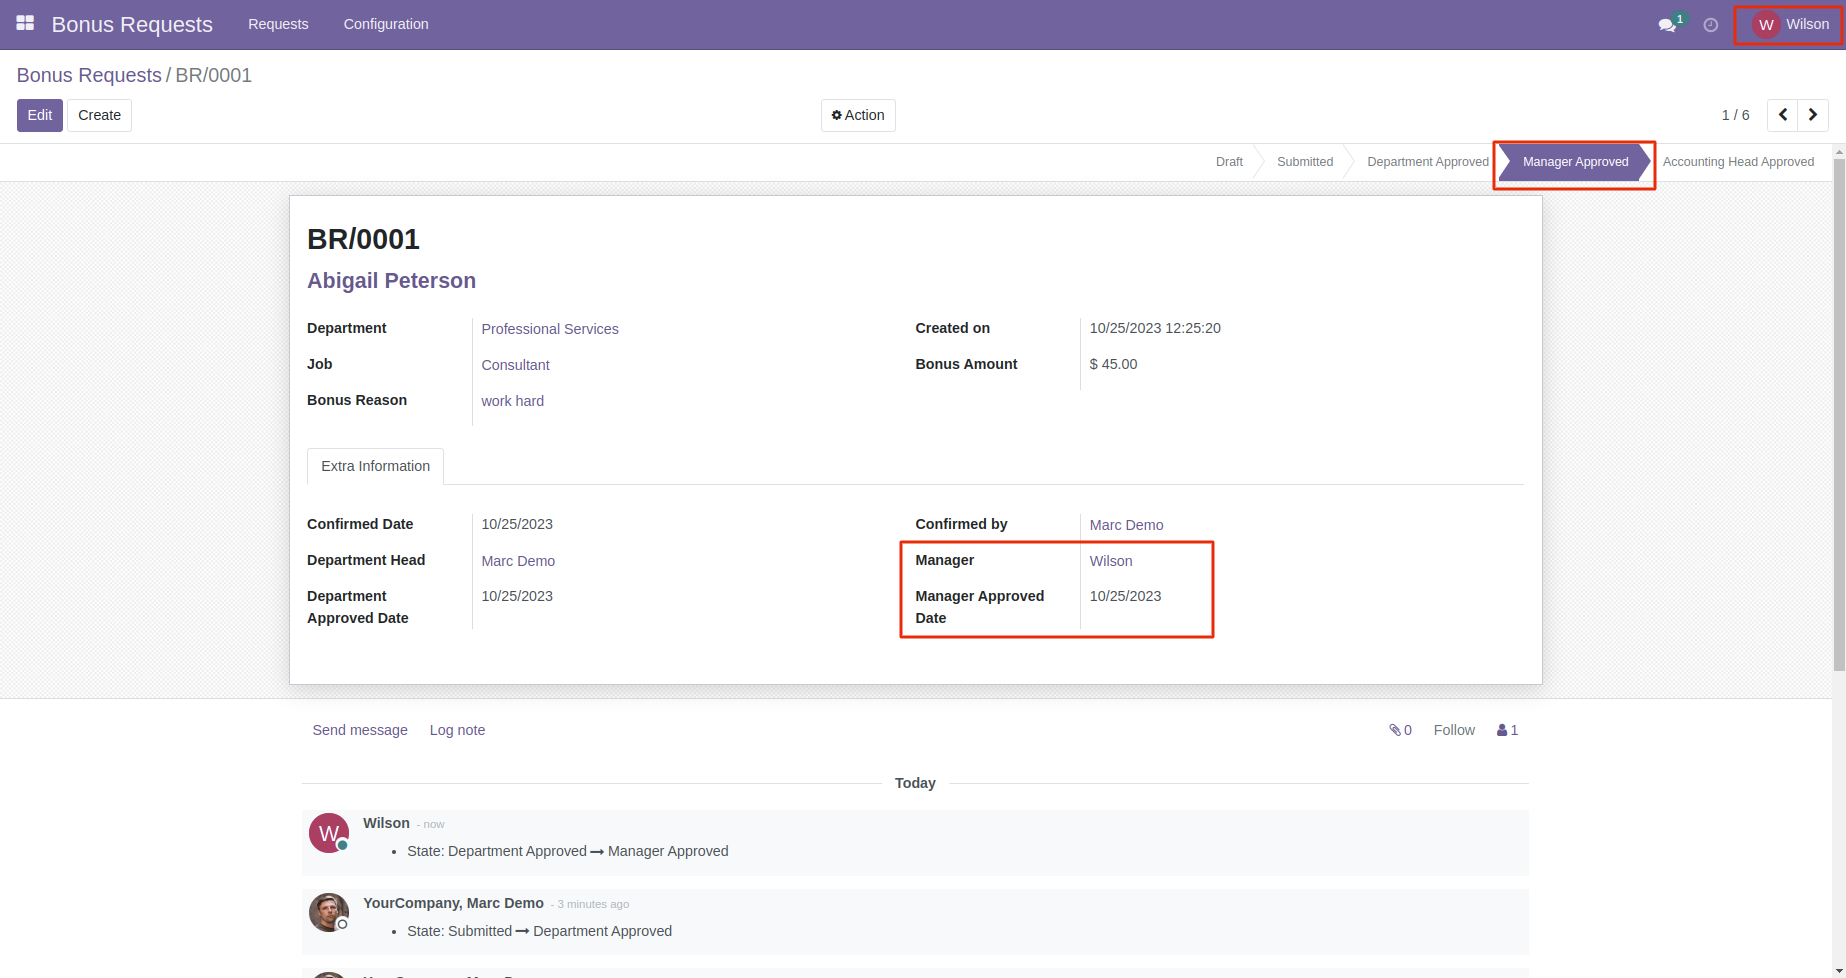 Bonus Requests Requests Configuration 1 W Wilson
Bonus Requests / BR/0001
Edit Create Action 1 / 6
Draft Submitted Department Approved Manager Approved Accounting Head Approved
BR/0001
Abigail Peterson
Department Professional Services Created on 10/25/2023 12:25:20
Job Consultant Bonus Amount $ 45.00
Bonus Reason work hard
Extra Information
Confirmed Date 10/25/2023 Confirmed by Marc Demo
Department Head Marc Demo Manager Wilson
Department 10/25/2023 Manager Approved 10/25/2023
Approved Date Date
Send message Log note 0 Follow 1
Today
W Wilson - now
State: Department Approved → Manager Approved
YourCompany, Marc Demo - 3 minutes ago
State: Submitted → Department Approved